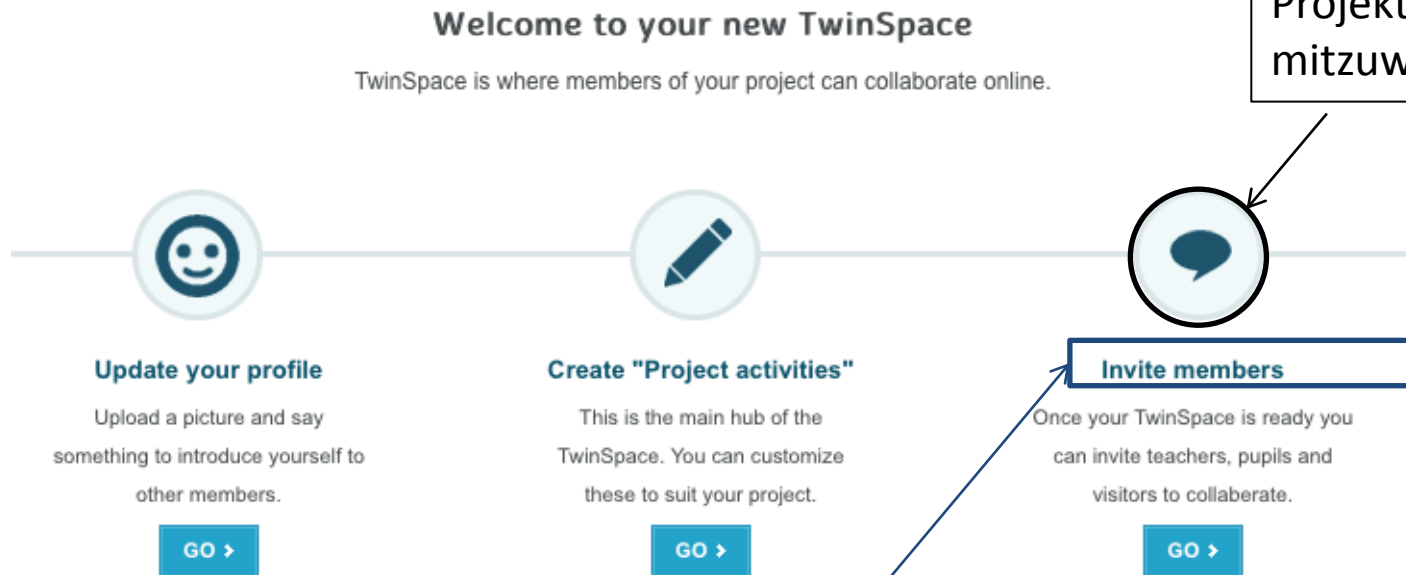 Welcome to your new TwinSpace
TwinSpace is where members of your project can collaborate online.
Update your profile
Upload a picture and say
something to introduce yourself to
other members.
GO >
Create "Project activities"
This is the main hub of the
TwinSpace. You can customize
these to suit your project.
GO >
Invite members
Once your TwinSpace is ready you
can invite teachers, pupils and
visitors to collaberate.
GO >